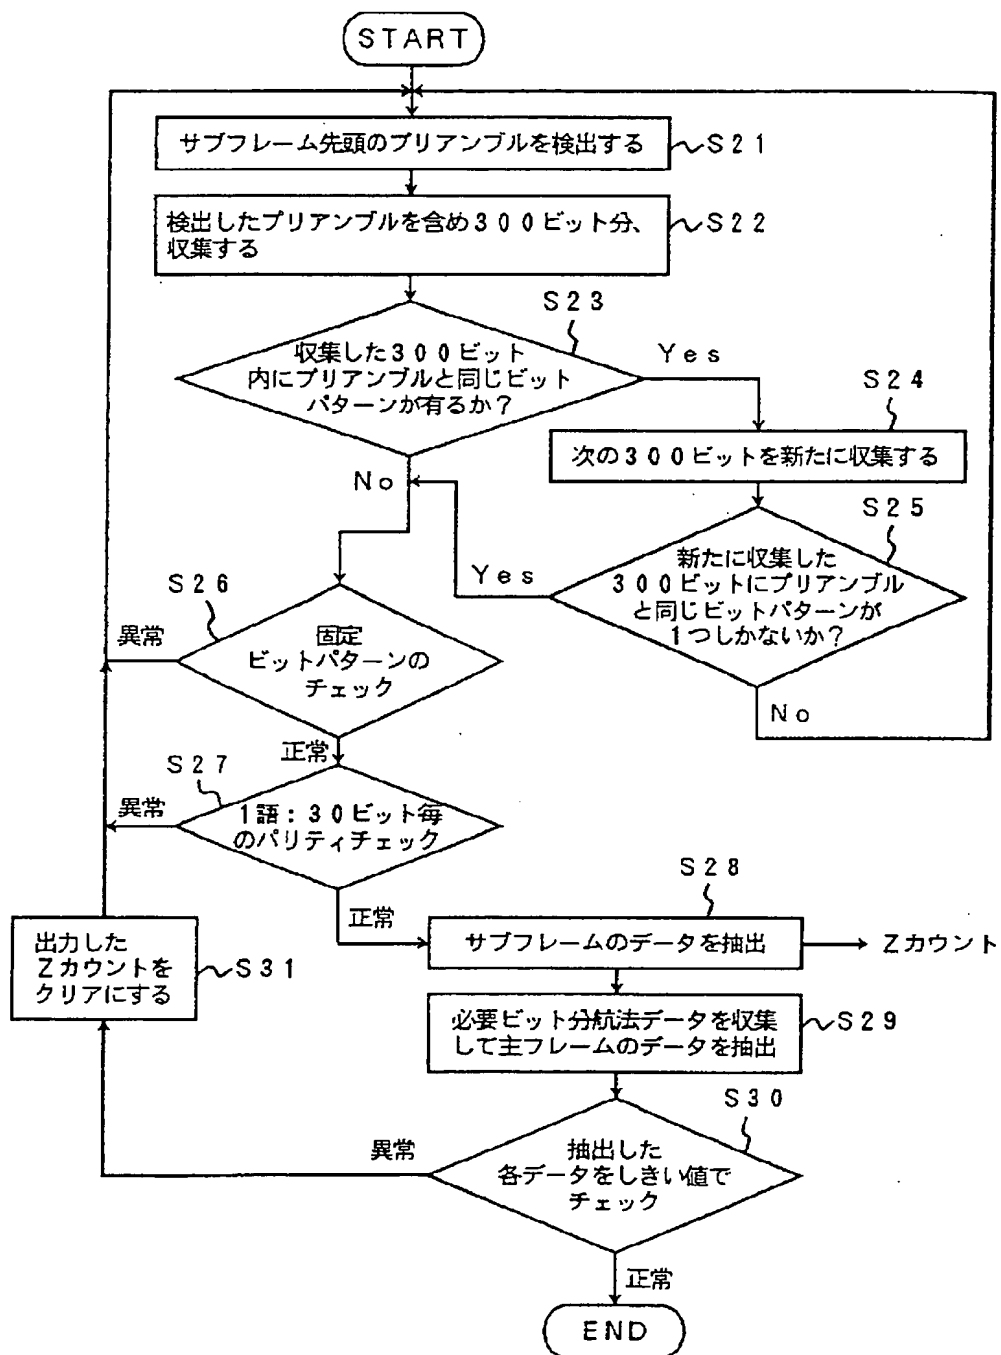 START
サブフレーム先頭のプリアンブルを検出する
S21
検出したプリアンブルを含め300ビット分、
収集する
S22
S23
収集した300ビット
内にプリアンブルと同じビット
パターンが有るか？
Yes
No
S24
次の300ビットを新たに収集する
S25
新たに収集した
300ビットにプリアンブル
と同じビットパターンが
1つしかないか？
Yes
No
S26
固定
ビットパターンの
チェック
異常
正常
S27
1語：30ビット毎
のパリティチェック
異常
正常
S28
サブフレームのデータを抽出
Zカウント
必要ビット分航法データを収集
して主フレームのデータを抽出
S29
S30
抽出した
各データをしきい値で
チェック
異常
正常
出力した
Zカウントを
クリアにする
S31
END